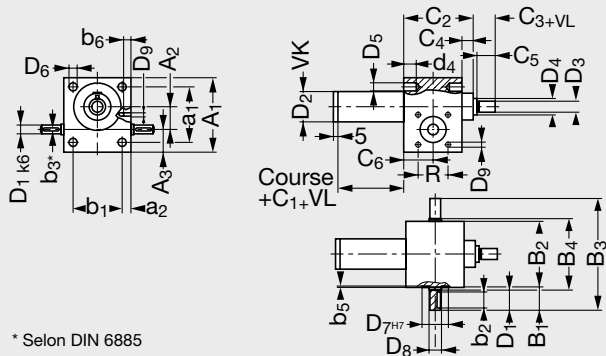 b6
D9
A2
D6
a1
A1
D1 k6
b3*
A3
b1
a2
C2
C3+VL
C4
C5
D5
d4
D4
D3
VK
D2
5
C6
R
D9
Course
+C1+VL
B2
B4
B3
b5
D7H7
D8
b2
D1
B1
* Selon DIN 6885